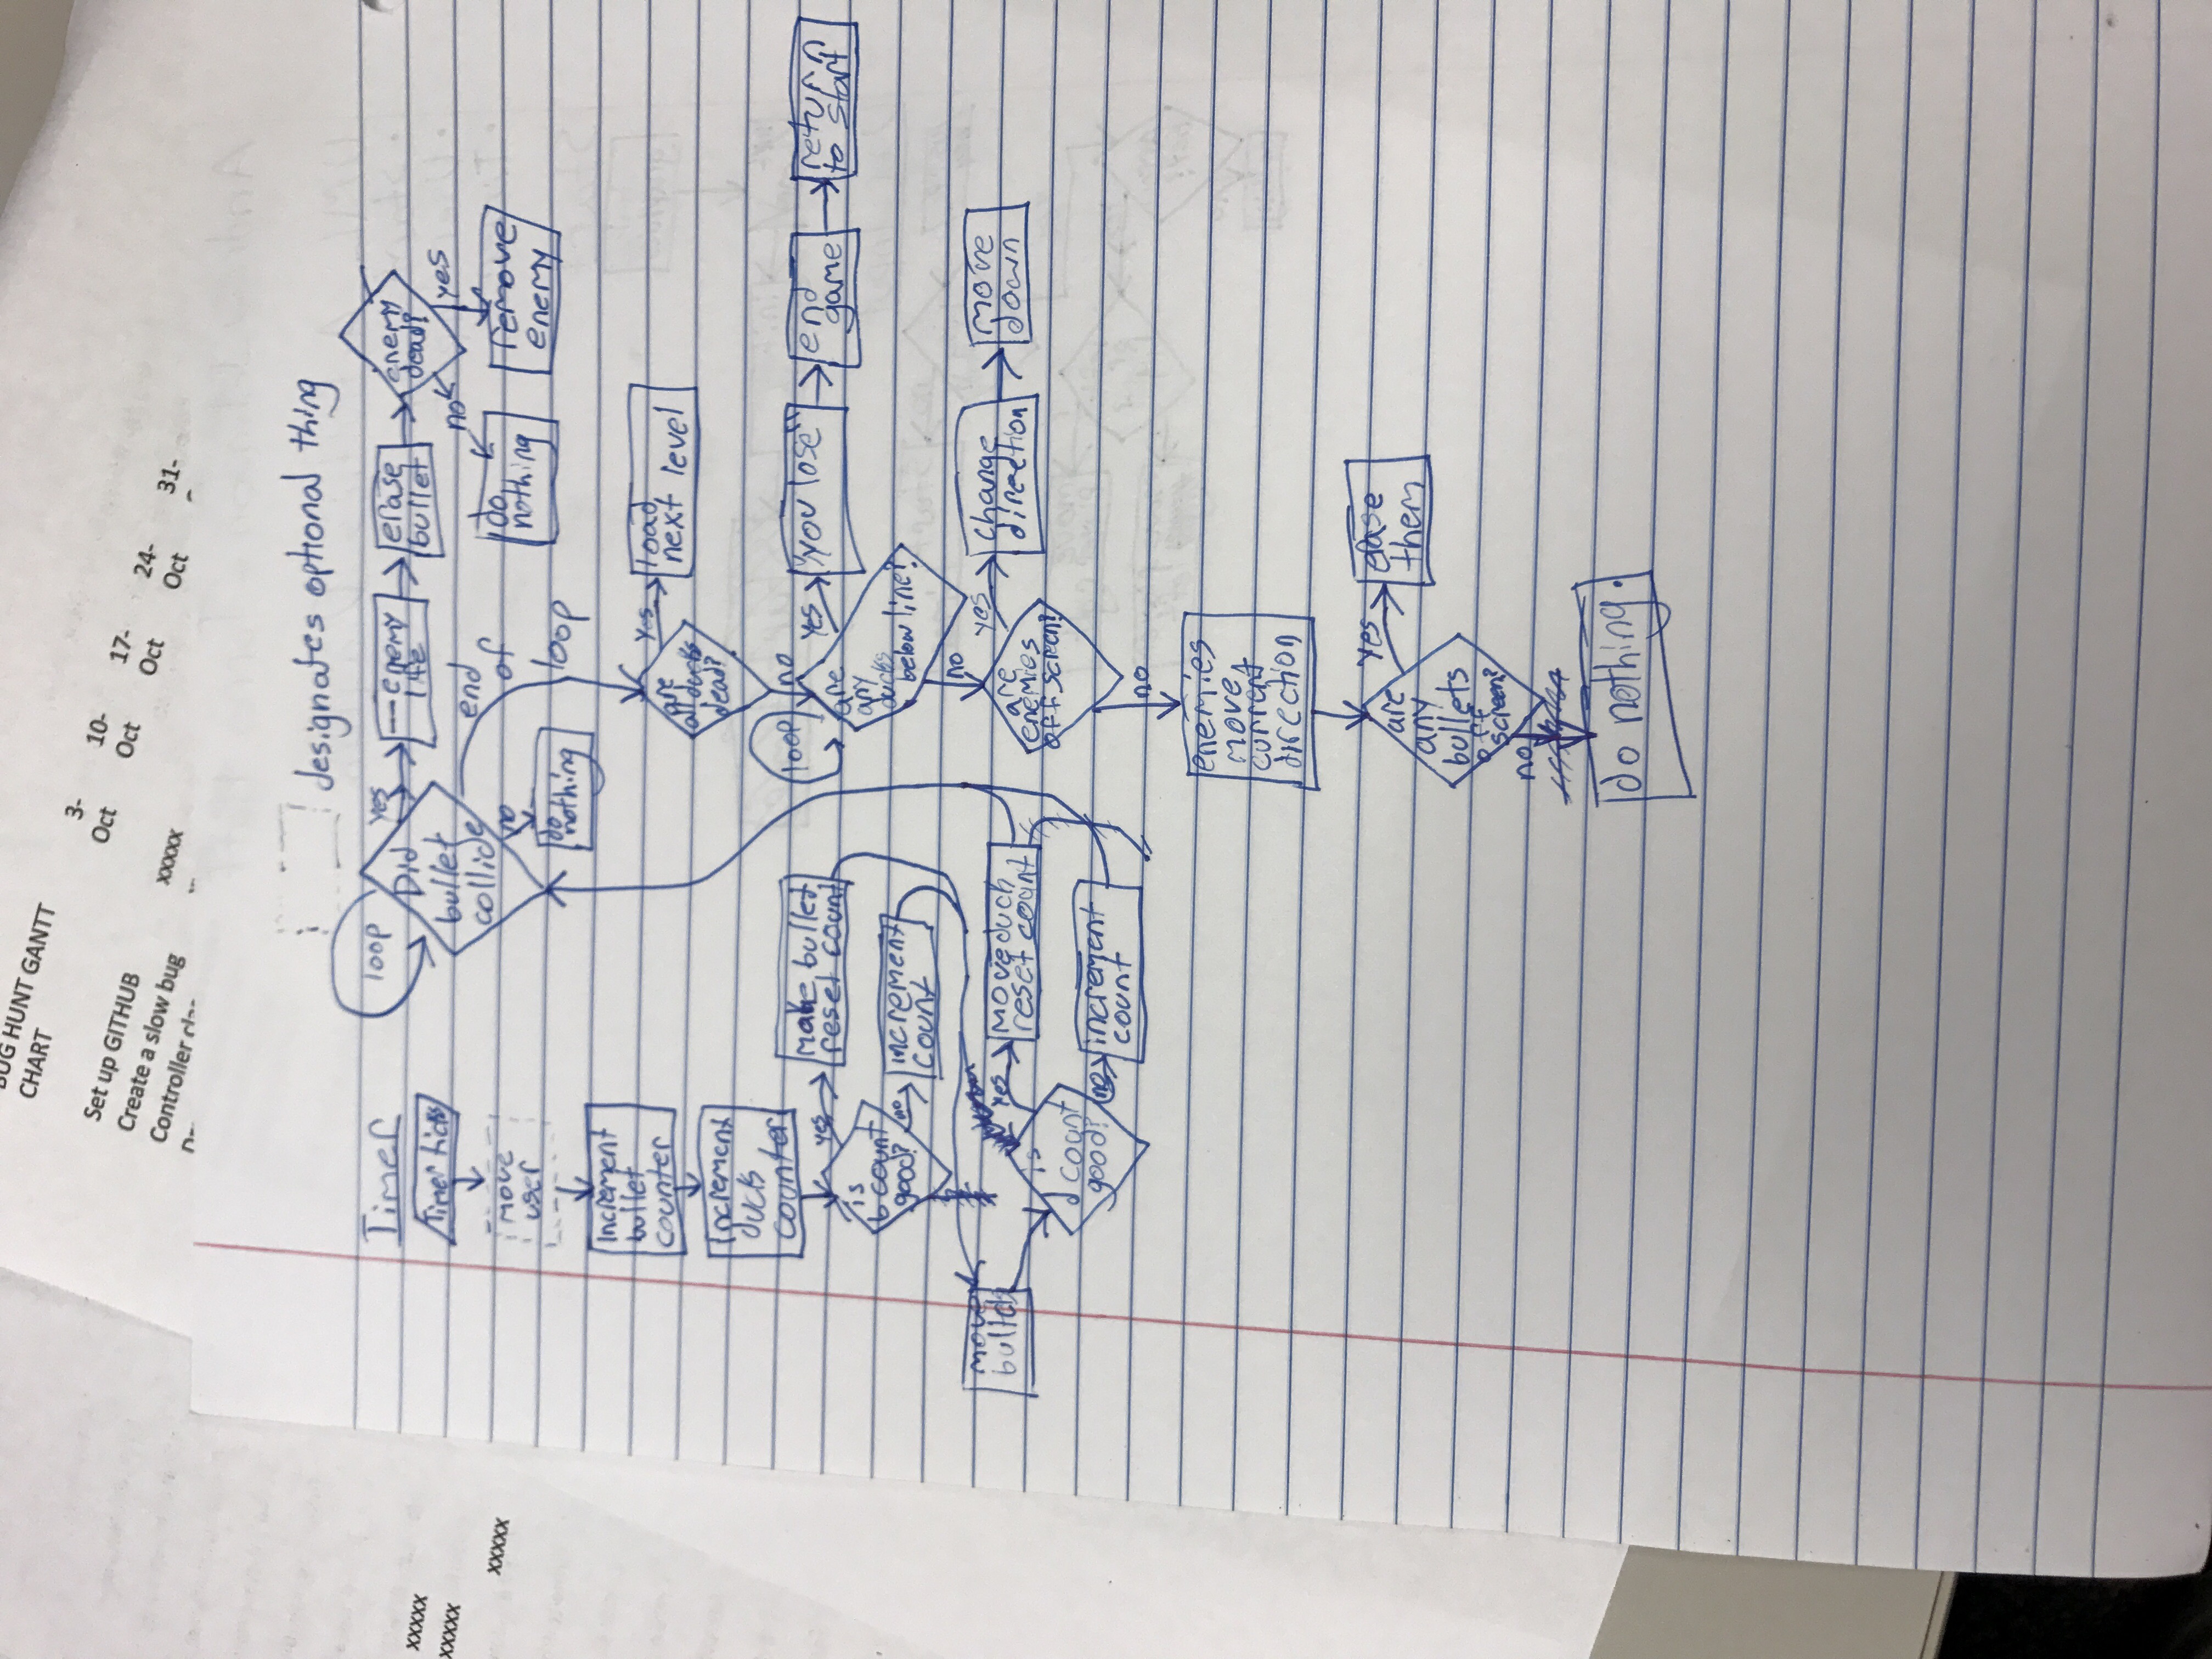 BUG HUNT GANTT
CHART
3-
Oct
10-
Oct
17-
Oct
24-
Oct
31-
Set up GITHUB
xxxxx
Create a slow bug
Controller
xxxxx
xxxxx
xxxxx
designates optional thing
Timer
Timer ticks
move
user
Increment
bullet
counter
Increment
ducks
counter
is
b count
good?
yes
make bullet
reset count
no
increment
count
move
bullets
is
d count
good?
yes
move duck
reset count
no
increment
count
loop
Did
bullet
collide
yes
--enemy
life
erase
bullet
enemy
dead?
no
do
nothing
yes
remove
enemy
no
do
nothing
end
of
loop
are
all ducks
dead?
yes
load
next level
no
loop
are
any
ducks
below line?
yes
"you lose"
end
game
return
to start
no
are
enemies
off screen?
yes
change
direction
move
down
no
enemies
move
current
direction
are
any
bullets
off
screen?
yes
erase
them
no
do nothing.